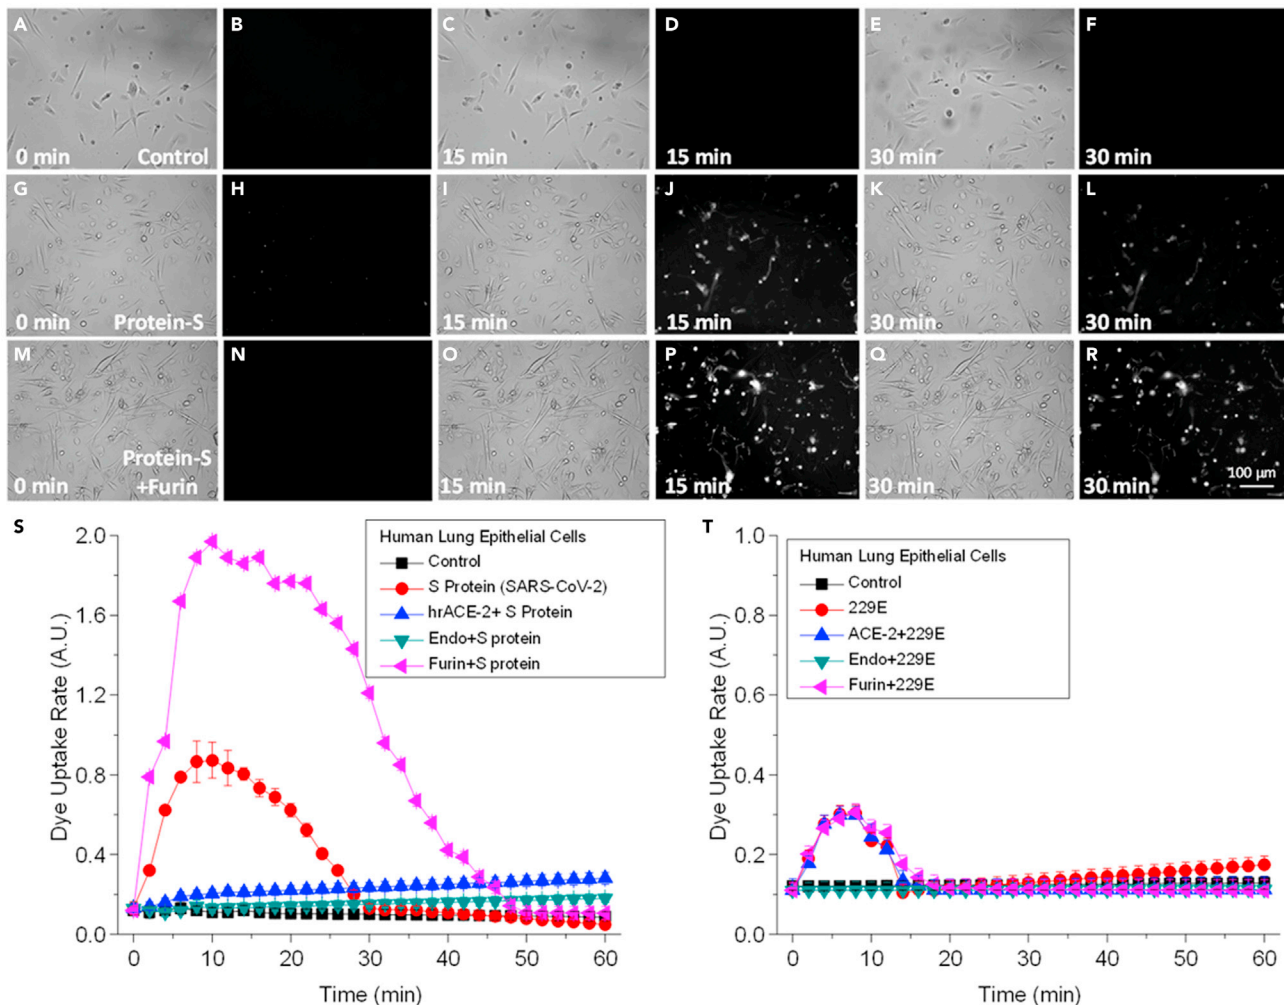 A
B
C
D
E
F
0 min
Control
15 min
15 min
30 min
30 min
G
H
I
J
K
L
0 min
Protein-S
15 min
15 min
30 min
30 min
M
N
O
P
Q
R
0 min
Protein-S
+Furin
15 min
15 min
30 min
100 µm
30 min
S
Human Lung Epithelial Cells
Control
S Protein (SARS-CoV-2)
hrACE-2+ S Protein
Endo+S protein
Furin+S protein
2.0
1.6
1.2
0.8
0.4
0.0
Dye Uptake Rate (A.U.)
0
10
20
30
40
50
60
Time (min)
T
Human Lung Epithelial Cells
Control
229E
ACE-2+229E
Endo+229E
Furin+229E
1.0
0.8
0.6
0.4
0.2
0.0
Dye Uptake Rate (A.U.)
0
10
20
30
40
50
60
Time (min)